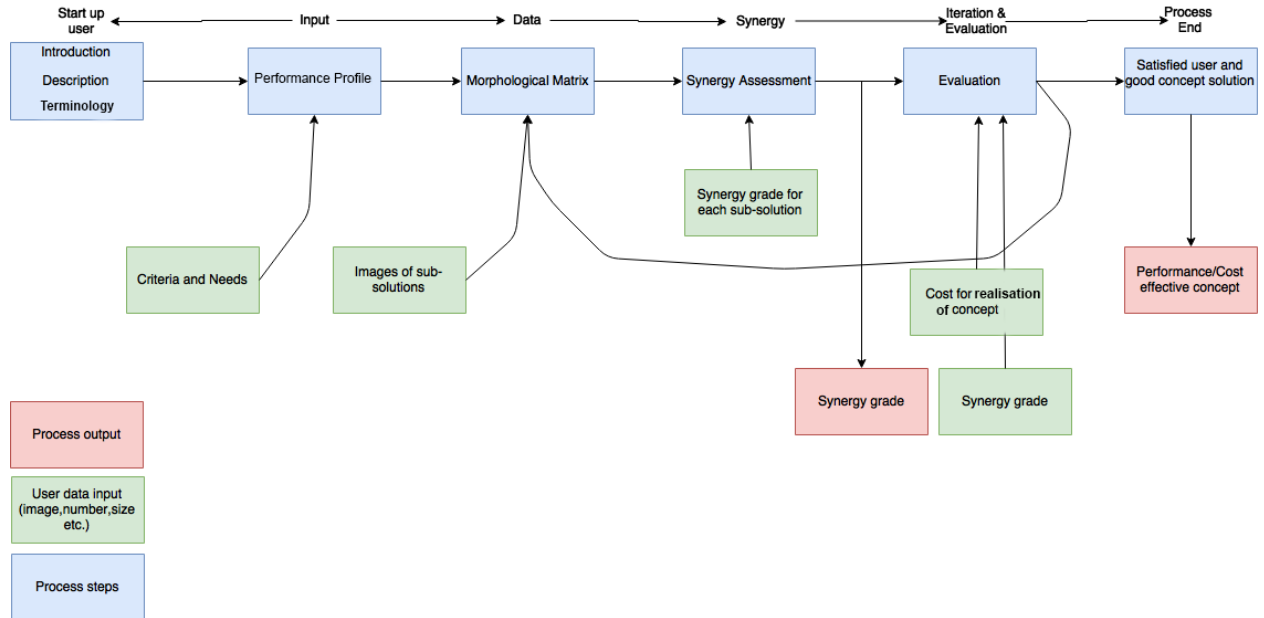 Start up
user
Input
Data
Synergy
Iteration &
Evaluation
Process
End
Introduction
Description
Terminology
Performance Profile
Morphological Matrix
Synergy Assessment
Evaluation
Satisfied user and
good concept solution
Synergy grade for
each sub-solution
Criteria and Needs
Images of sub-
solutions
Cost for realisation
of concept
Performance/Cost
effective concept
Synergy grade
Synergy grade
Process output
User data input
(image,number,size
etc.)
Process steps